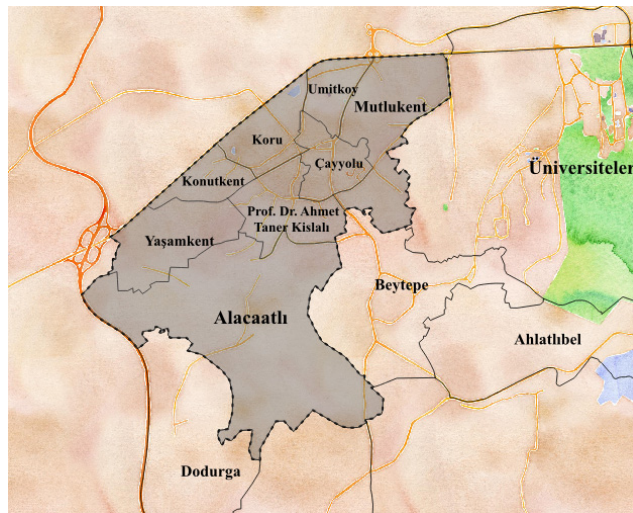 Umitkoy
Mutlukent
Koru
Çayyolu
Üniversiteler
Konutkent
Prof. Dr. Ahmet
Taner Kislalı
Yaşamkent
Beytepe
Alacaatlı
Ahlatlıbel
Dodurga